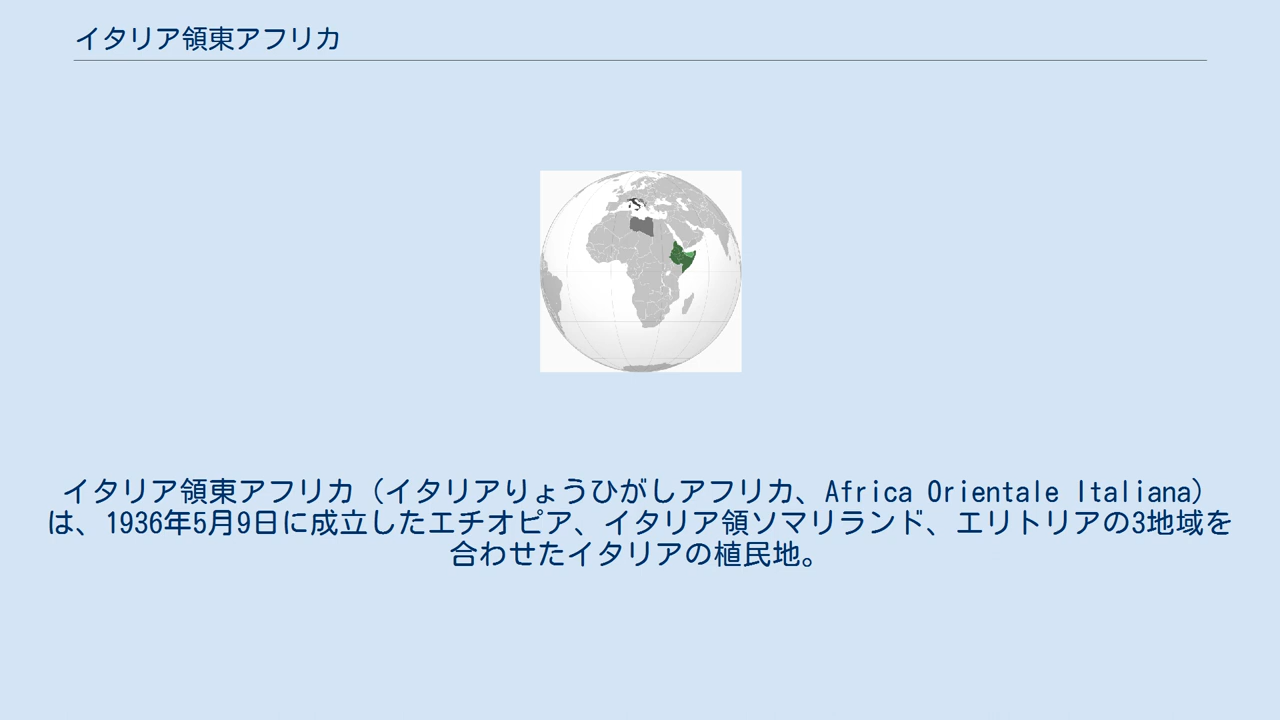 イタリア領東アフリカ
イタリア領東アフリカ（イタリアりょうひがしアフリカ、Africa Orientale Italiana）
は、1936年5月9日に成立したエチオピア、イタリア領ソマリランド、エリトリアの3地域を
合わせたイタリアの植民地。